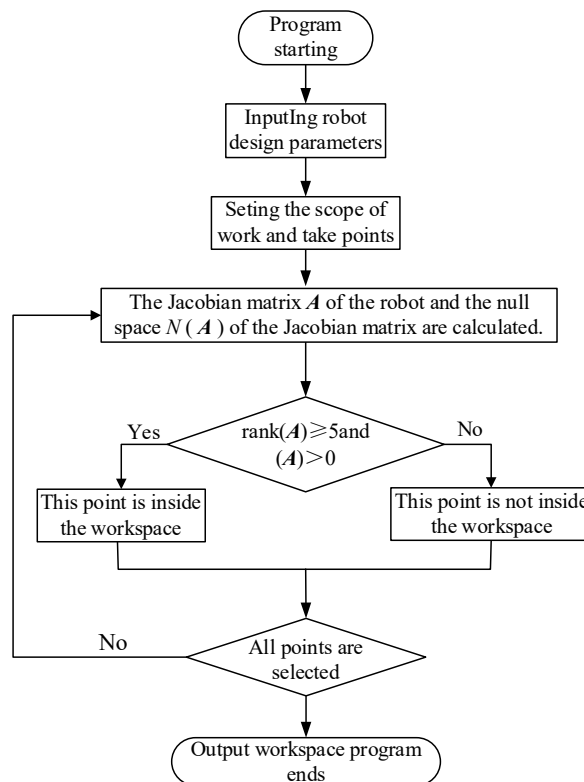 Program
starting
InputIng robot
design parameters
Seting the scope of
work and take points
The Jacobian matrix A of the robot and the null
space N ( A ) of the Jacobian matrix are calculated.
Yes
rank(A)≥5and
(A)>0
No
This point is inside
the workspace
This point is not inside
the workspace
No
All points are
selected
Output workspace program
ends